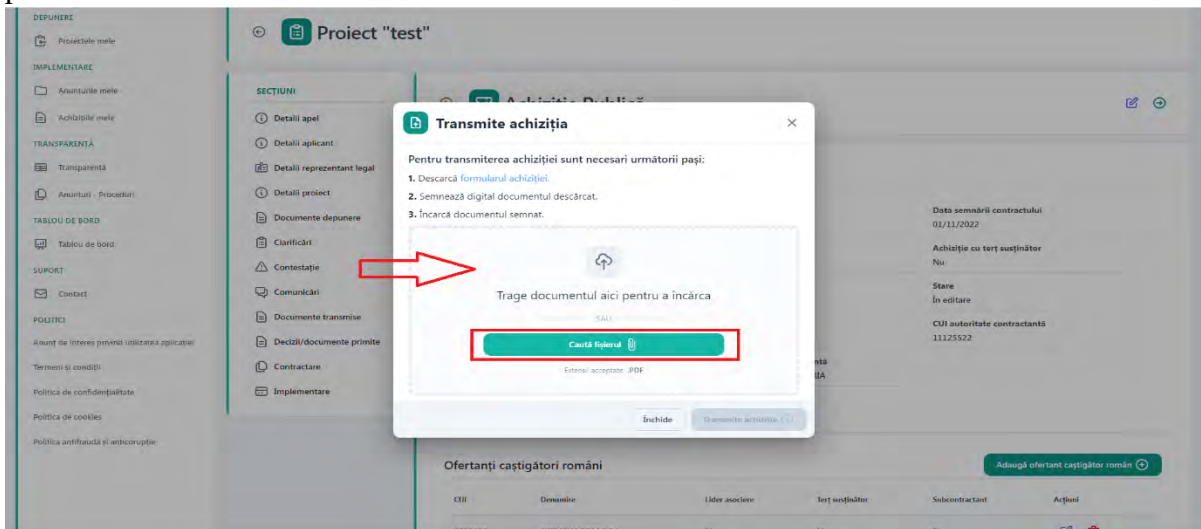 DEPUNERE
Proiectele mele
IMPLEMENTARE
Anunțurile mele
Achizițiile mele
TRANSPARENȚĂ
Transparență
Anunțuri - Proceduri
TABLOU DE BORD
Tablou de bord
SUPORT
Contact
POLITICI
Anunț de interes privind utilizarea aplicației
Termeni și condiții
Politica de confidențialitate
Politica de cookies
Politica antifraudă și anticorupție
Proiect "test"
SECȚIUNI
Detalii apel
Detalii aplicant
Detalii reprezentant legal
Detalii proiect
Documente depunere
Clarificări
Contestație
Comunicări
Documente transmise
Decizii/documente primite
Contractare
Implementare
Achiziție Publică
Transmite achiziția
Pentru transmiterea achiziției sunt necesari următorii pași:
1. Descarcă formularul achiziției.
2. Semnează digital documentul descărcat.
3. Încarcă documentul semnat.
Trage documentul aici pentru a încărca
SAU
Caută fișierul
Extensii acceptate .PDF
Închide
Transmite achiziția
Data semnării contractului
01/11/2022
Achiziție cu terț susținător
Nu
Stare
În editare
CUI autoritate contractantă
11125522
Ofertanți caștigători români
Adaugă ofertant caștigător român
CUI Denumire Lider asociere Terț susținător Subcontractant Acțiuni